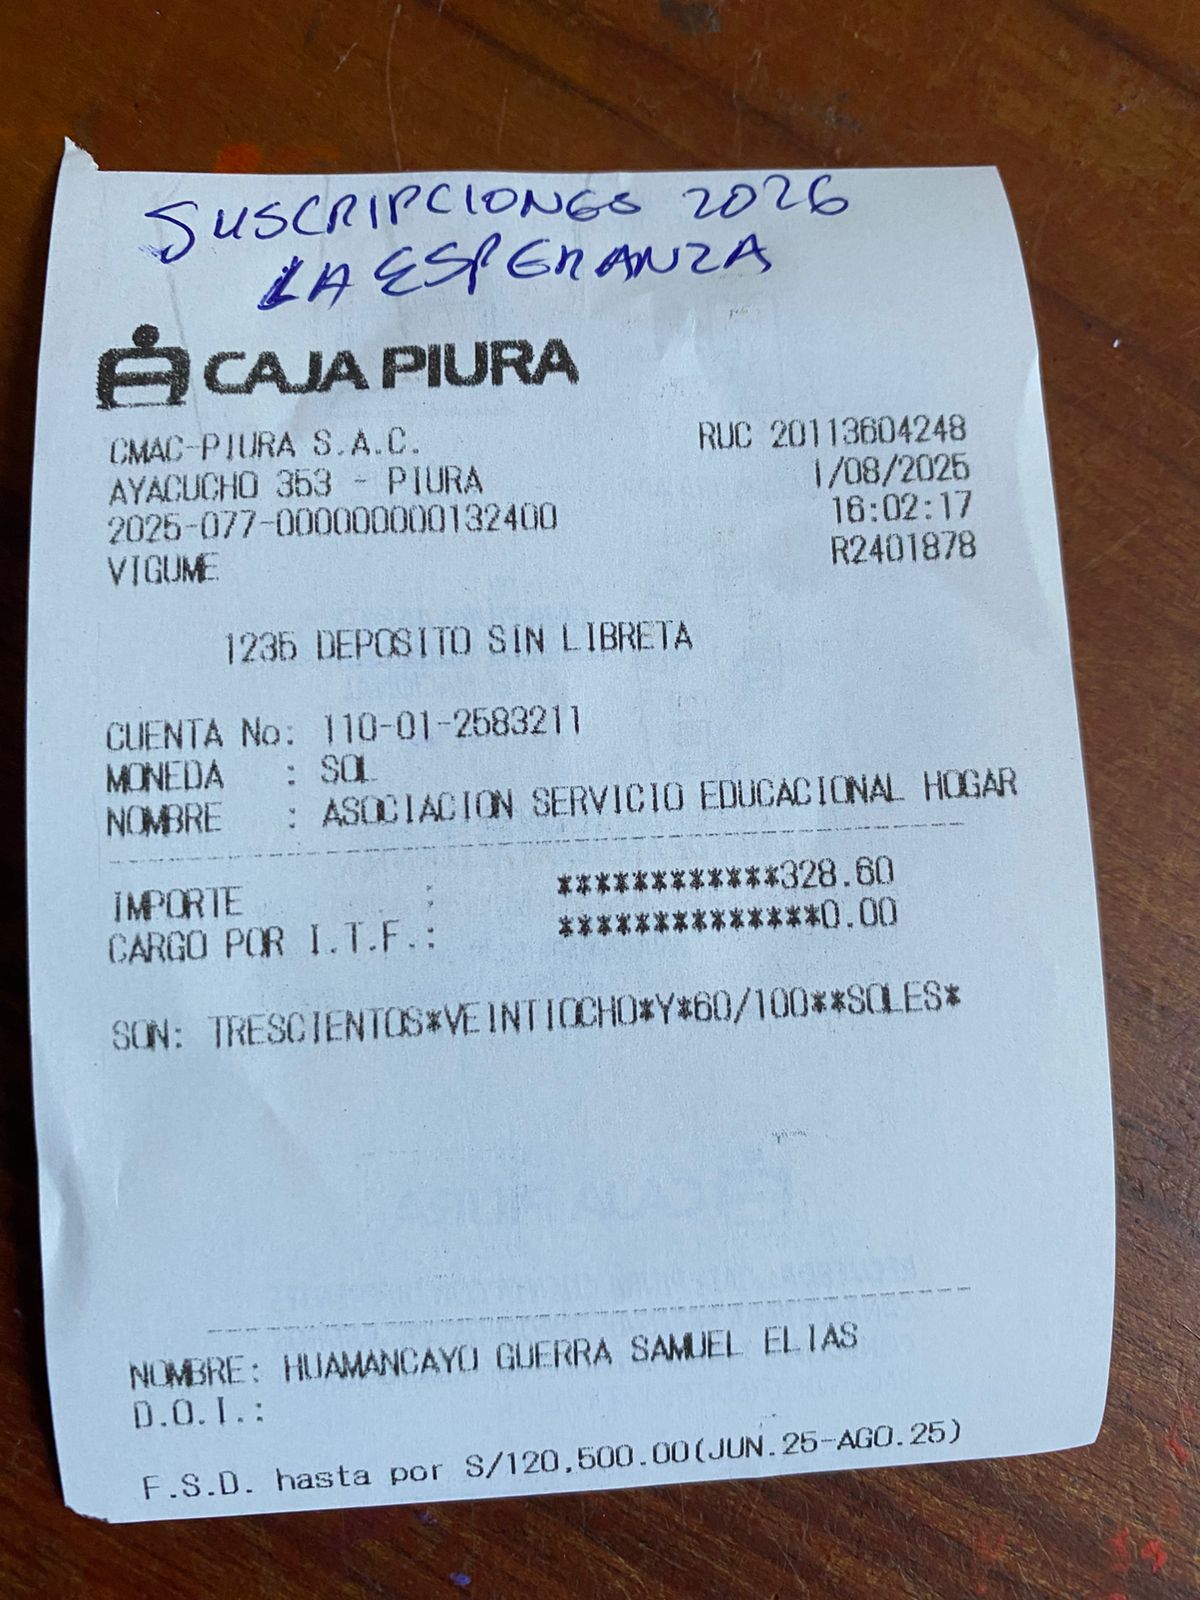 SUSCRIPCIONES 2026
LA ESPERANZA
CAJA PIURA
CMAC-PIURA S.A.C. RUC 20113604248
AYACUCHO 353 - PIURA 1/08/2025
2025-077-000000000132400 16:02:17
VIGUME R2401878
1235 DEPOSITO SIN LIBRETA
CUENTA No: 110-01-2583211
MONEDA : SOL
NOMBRE : ASOCIACION SERVICIO EDUCACIONAL HOGAR
IMPORTE : ************328.60
CARGO POR I.T.F.: **************0.00
SON: TRESCIENTOS*VEINTIOCHO*Y*60/100**SOLES*
NOMBRE: HUAMANCAYO GUERRA SAMUEL ELIAS
D.O.I.:
F.S.D. hasta por S/120,500.00(JUN.25-AGO.25)